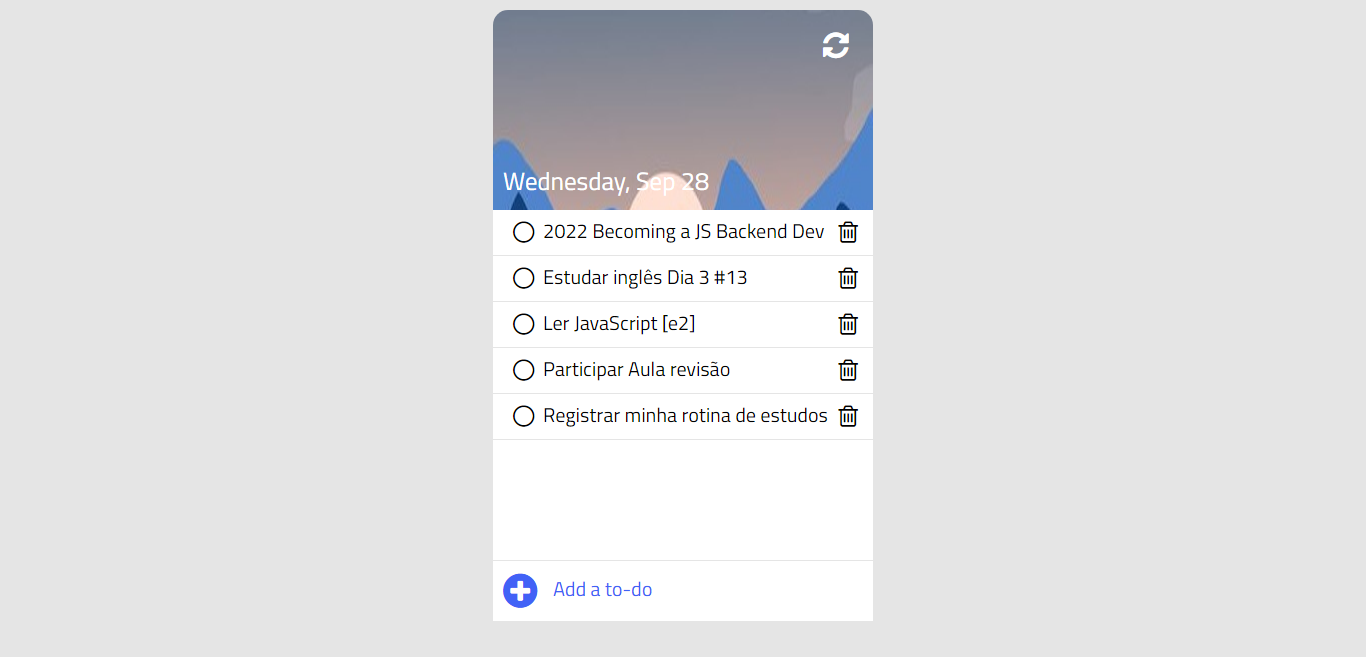 Wednesday, Sep 28
2022 Becoming a JS Backend Dev
Estudar inglês Dia 3 #13
Ler JavaScript [e2]
Participar Aula revisão
Registrar minha rotina de estudos
Add a to-do